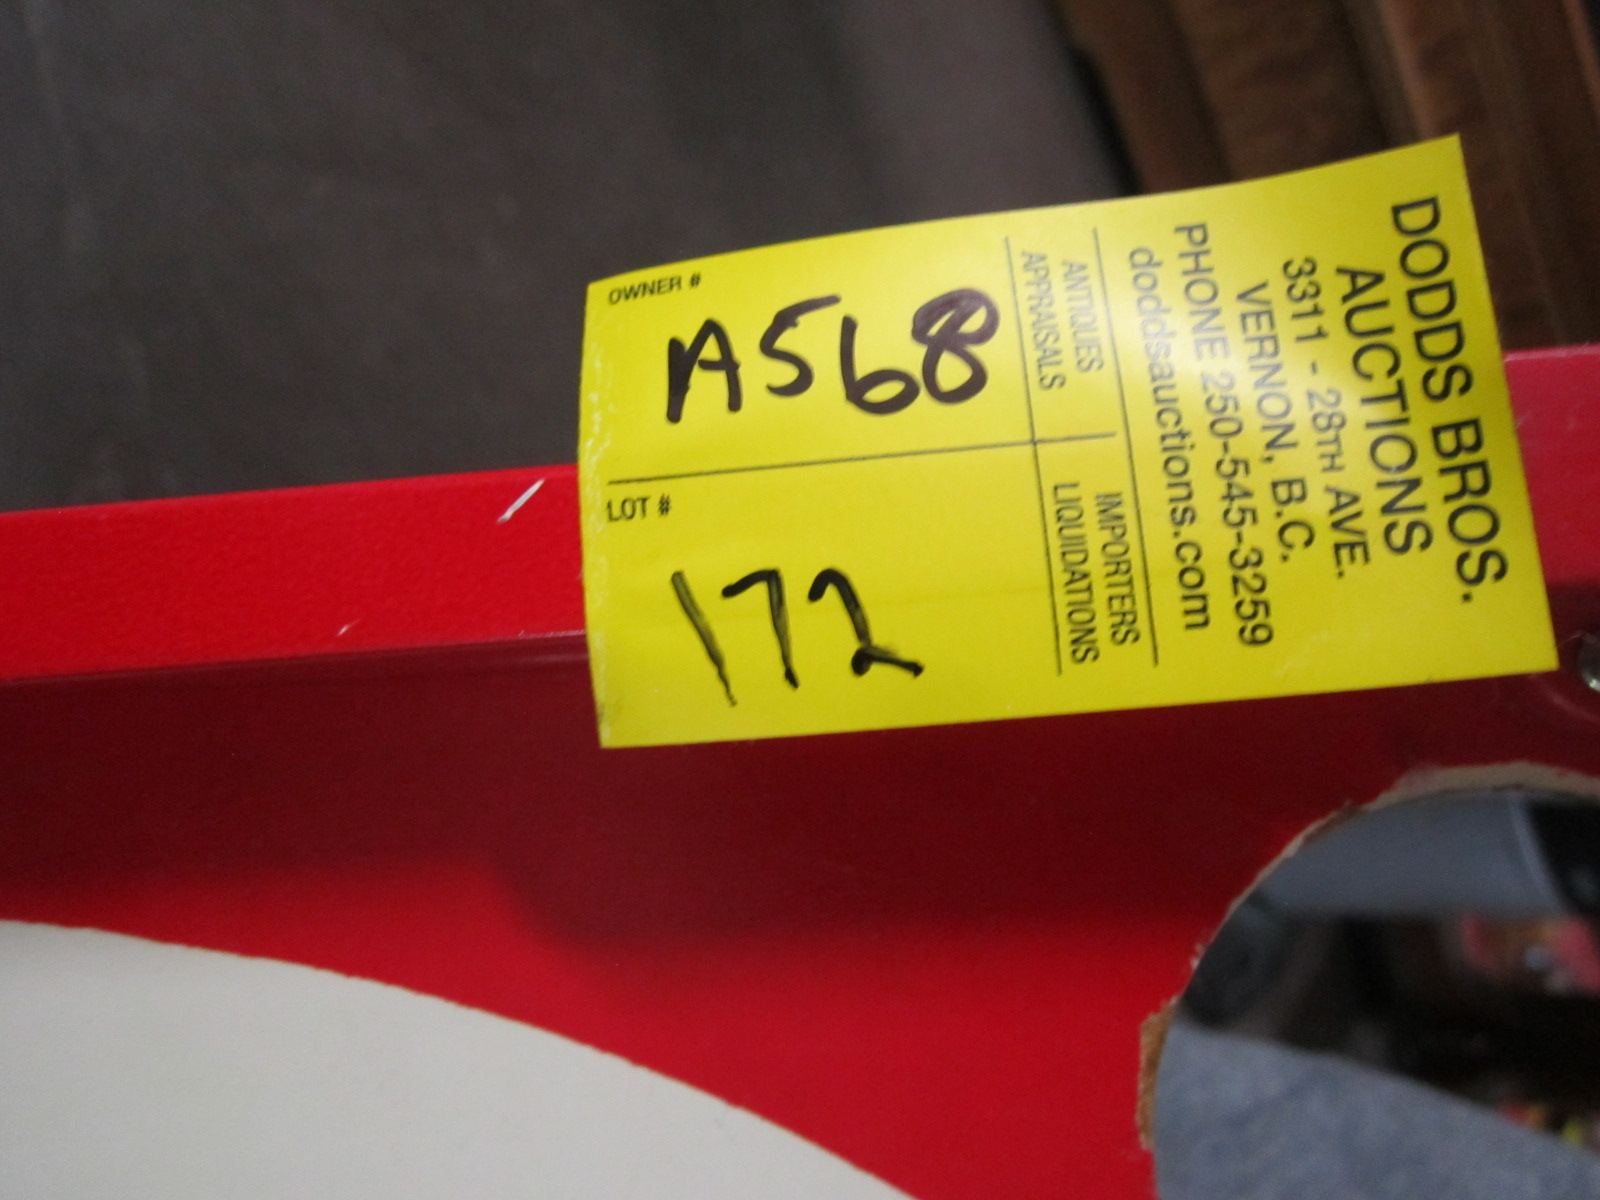 DODDS BROS.
AUCTIONS
3311 - 28TH AVE.
VERNON, B.C.
PHONE 250-545-3259
doddsauctions.com
ANTIQUES
APPRAISALS
IMPORTERS
LIQUIDATIONS
OWNER #
A568
LOT #
172